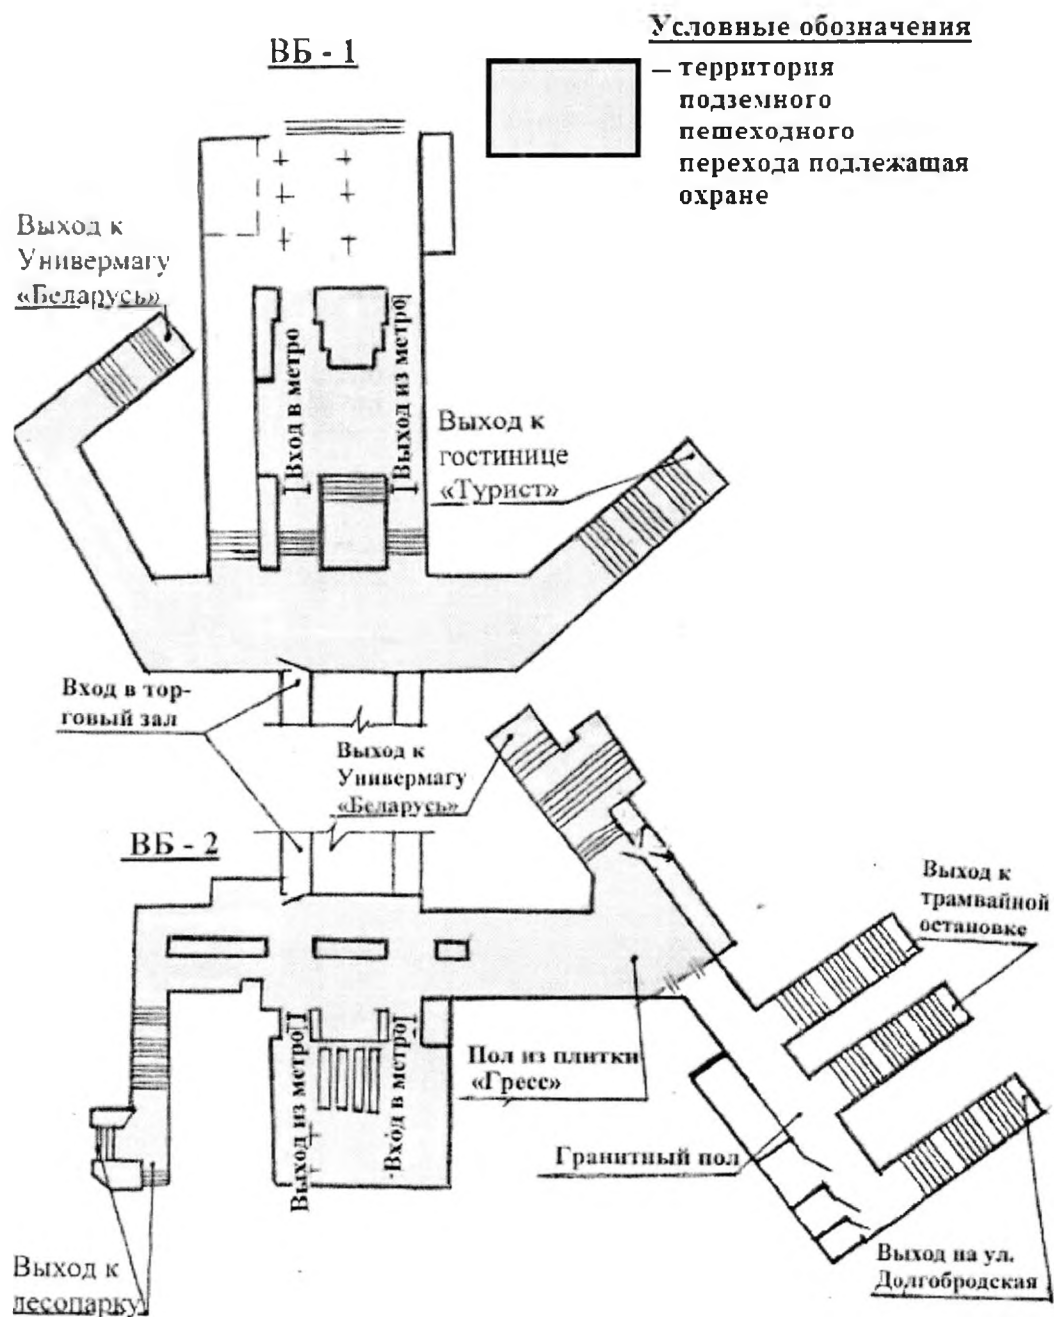 Условные обозначения
ВБ - 1
– территория
подземного
пешеходного
перехода подлежащая
охране
Выход к
Универмагу
«Беларусь»
Вход в метро
Выход из метро
Выход к
гостинице
«Турист»
Вход в тор-
говый зал
Выход к
Универмагу
«Беларусь»
ВБ - 2
Выход к
трамвайной
остановке
Пол из плитки
«Гресс»
Выход из метро
Вход в метро
Гранитный пол
Выход на ул.
Долгобродская
Выход к
лесопарку